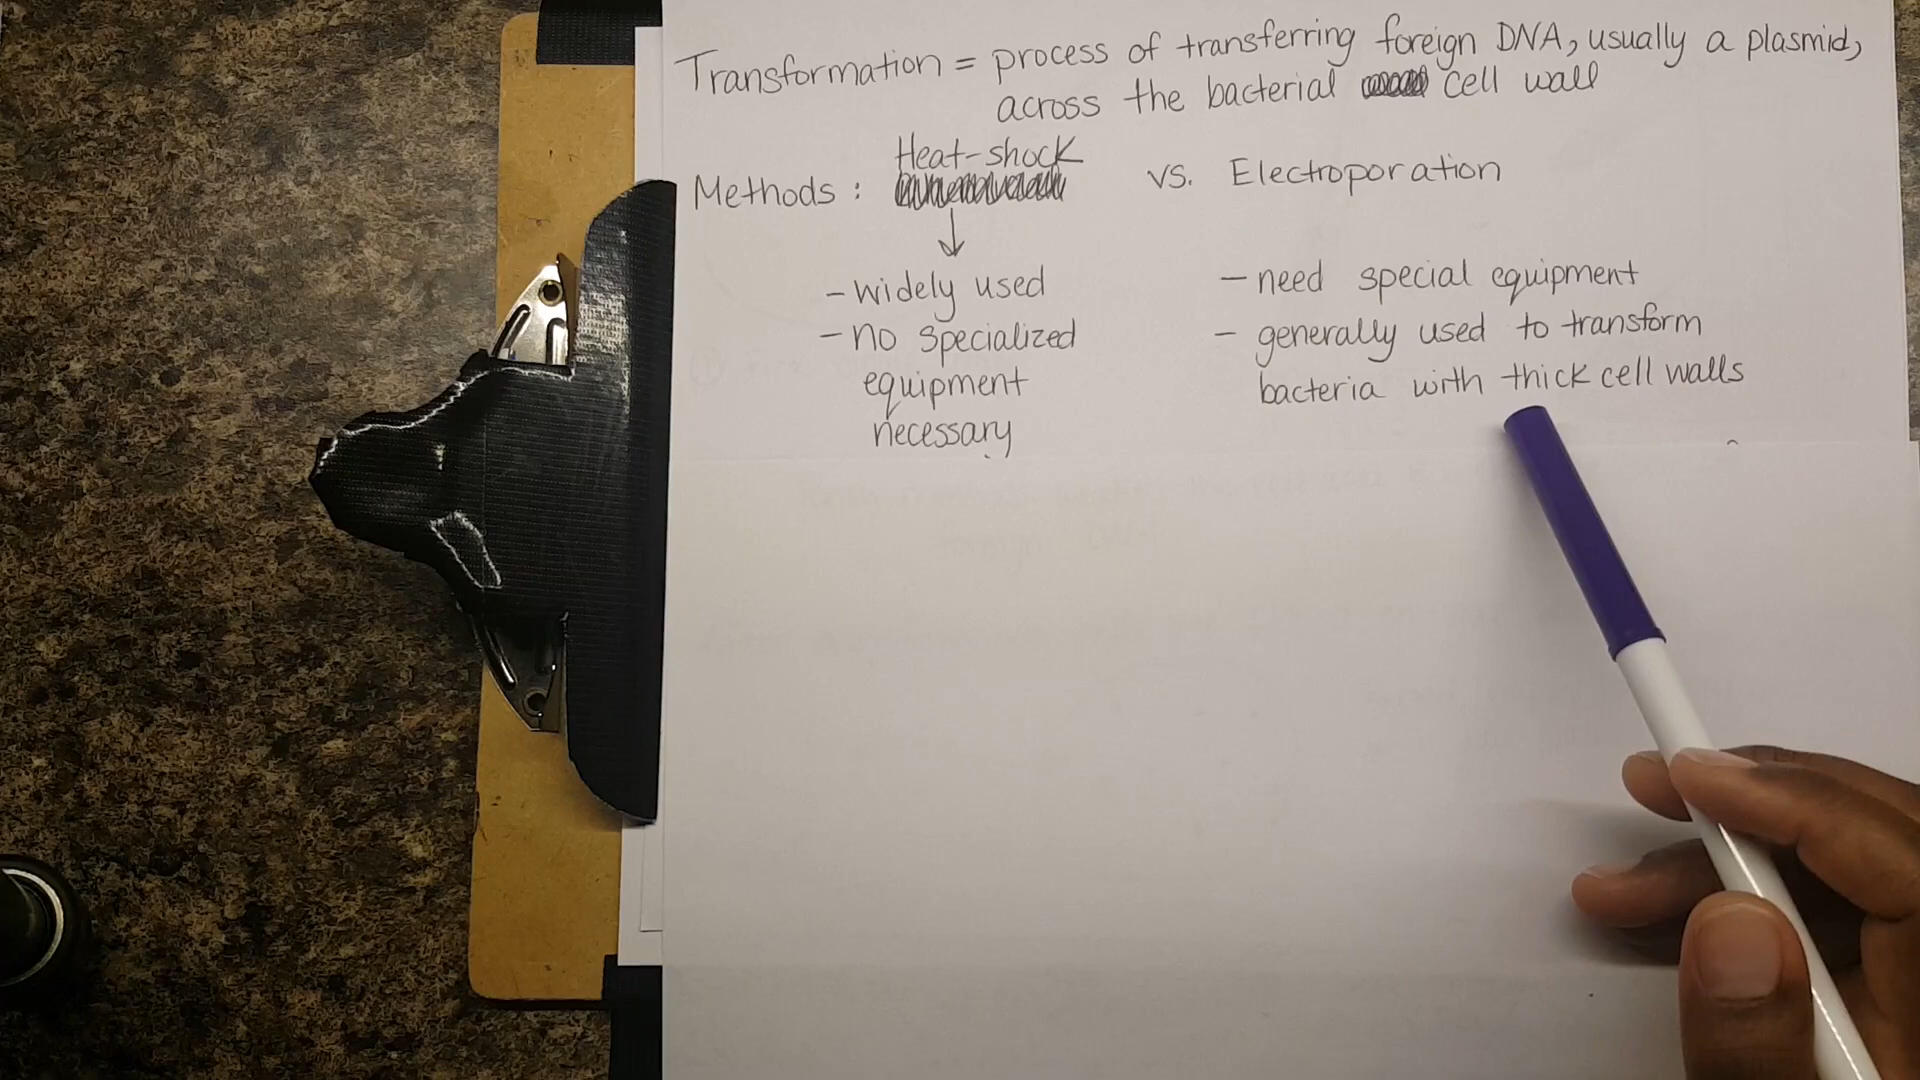 Transformation = process of transferring foreign DNA, usually a plasmid,
across the bacterial cell wall
Heat-shock
Methods: vs. Electroporation
- widely used
- no specialized
equipment
necessary
- need special equipment
- generally used to transform
bacteria with thick cell walls